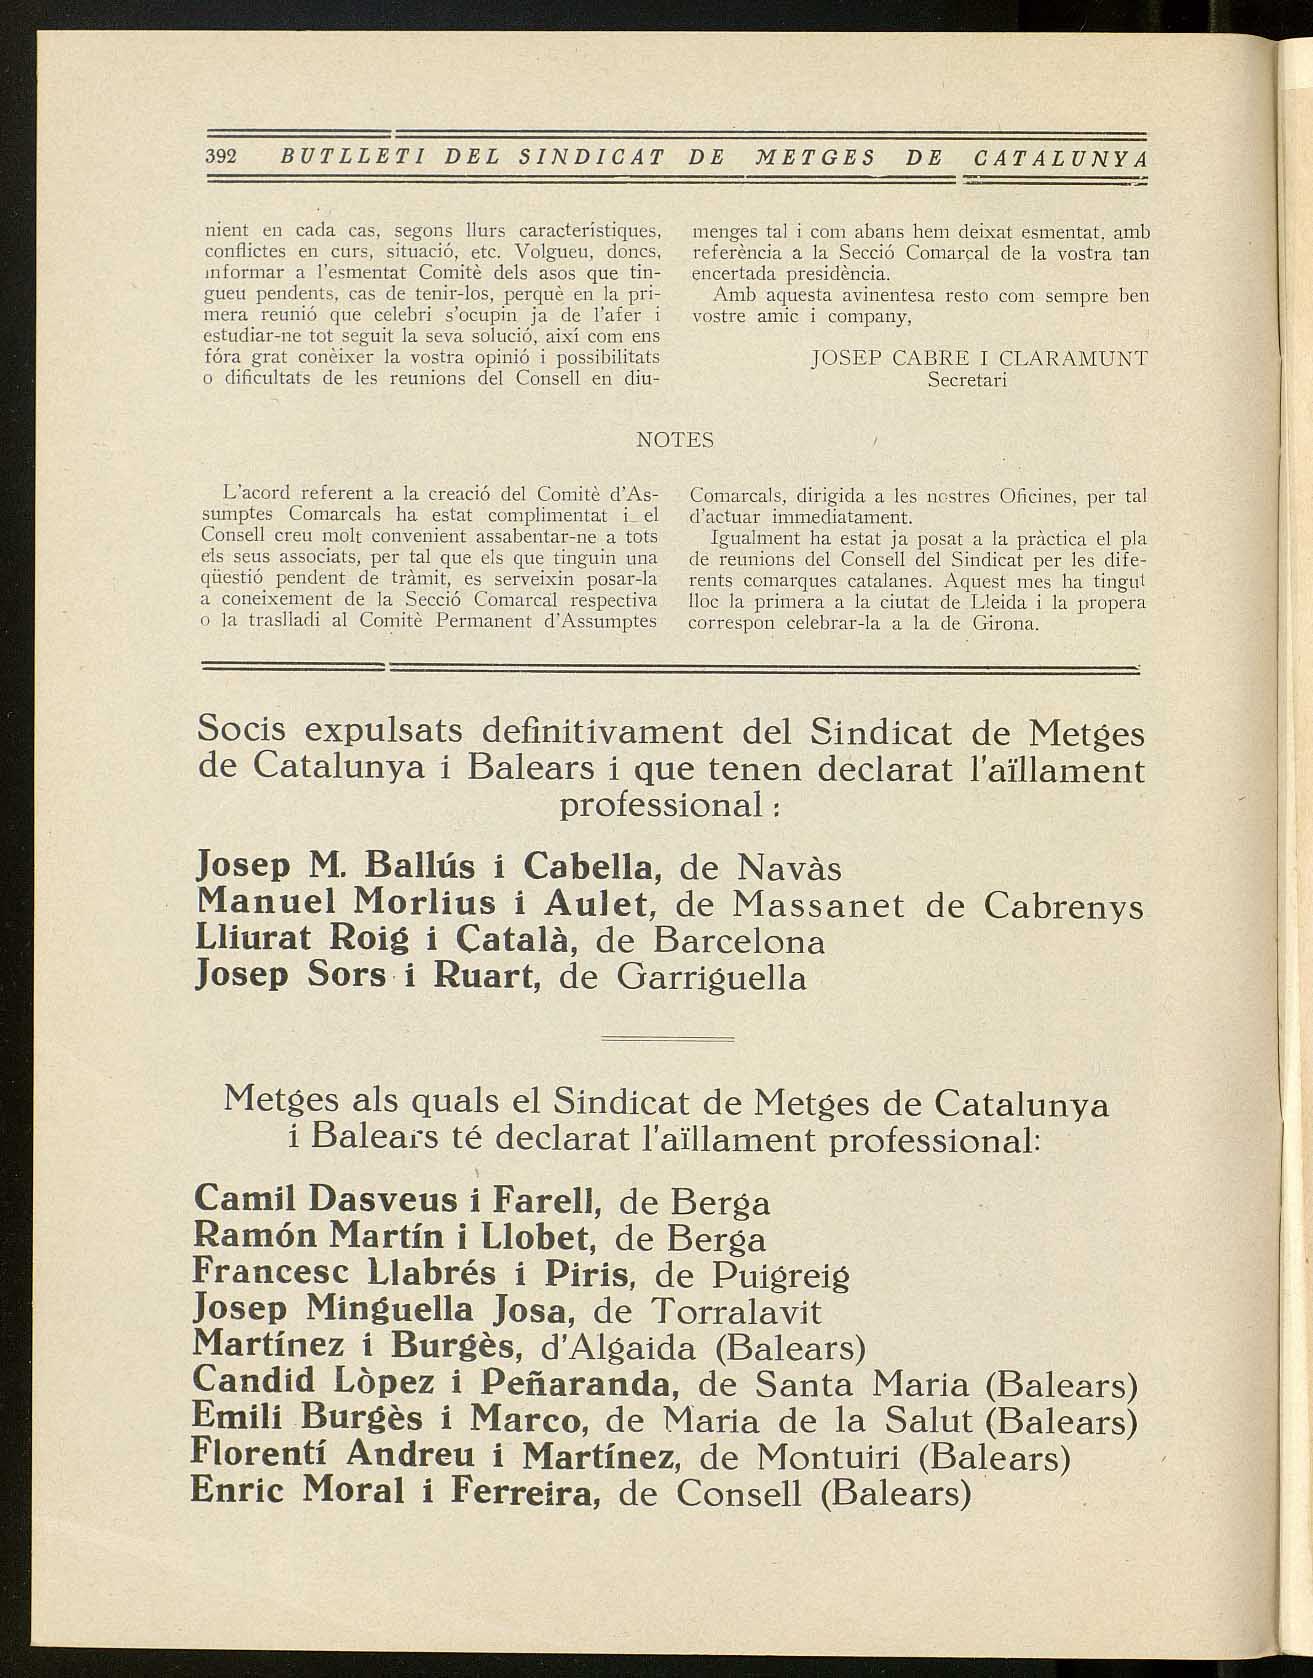 392 BUTLLETI DEL SINDICAT DE METGES DE CATALUNYA
nient en cada cas, segons llurs característiques,
conflictes en curs, situació, etc. Volgueu, doncs,
informar a l'esmentat Comitè dels asos que tin-
gueu pendents, cas de tenir-los, perquè en la pri-
mera reunió que celebri s'ocupin ja de l'afer i
estudiar-ne tot seguit la seva solució, així com ens
fóra grat conèixer la vostra opinió i possibilitats
o dificultats de les reunions del Consell en diu-
menges tal i com abans hem deixat esmentat, amb
referència a la Secció Comarcal de la vostra tan
encertada presidència.
Amb aquesta avinentesa resto com sempre ben
vostre amic i company,
JOSEP CABRE I CLARAMUNT
Secretari
NOTES
L'acord referent a la creació del Comitè d'As-
sumptes Comarcals ha estat complimentat i el
Consell creu molt convenient assabentar-ne a tots
els seus associats, per tal que els que tinguin una
qüestió pendent de tràmit, es serveixin posar-la
a coneixement de la Secció Comarcal respectiva
o la traslladi al Comitè Permanent d'Assumptes
Comarcals, dirigida a les nostres Oficines, per tal
d'actuar immediatament.
Igualment ha estat ja posat a la pràctica el pla
de reunions del Consell del Sindicat per les dife-
rents comarques catalanes. Aquest mes ha tingut
lloc la primera a la ciutat de Lleida i la propera
correspon celebrar-la a la de Girona.
Socis expulsats definitivament del Sindicat de Metges
de Catalunya i Balears i que tenen declarat l'aïllament
professional :
Josep M. Ballús i Cabella, de Navàs
Manuel Morlius i Aulet, de Massanet de Cabrenys
Lliurat Roig i Català, de Barcelona
Josep Sors i Ruart, de Garriguella
Metges als quals el Sindicat de Metges de Catalunya
i Balears té declarat l'aïllament professional:
Camil Dasveus i Farell, de Berga
Ramón Martín i Llobet, de Berga
Francesc Llabrés i Piris, de Puigreig
Josep Minguella Josa, de Torralavit
Martínez i Burgès, d'Algaida (Balears)
Candid Lòpez i Peñaranda, de Santa Maria (Balears)
Emili Burgès i Marco, de Maria de la Salut (Balears)
Florentí Andreu i Martínez, de Montuiri (Balears)
Enric Moral i Ferreira, de Consell (Balears)